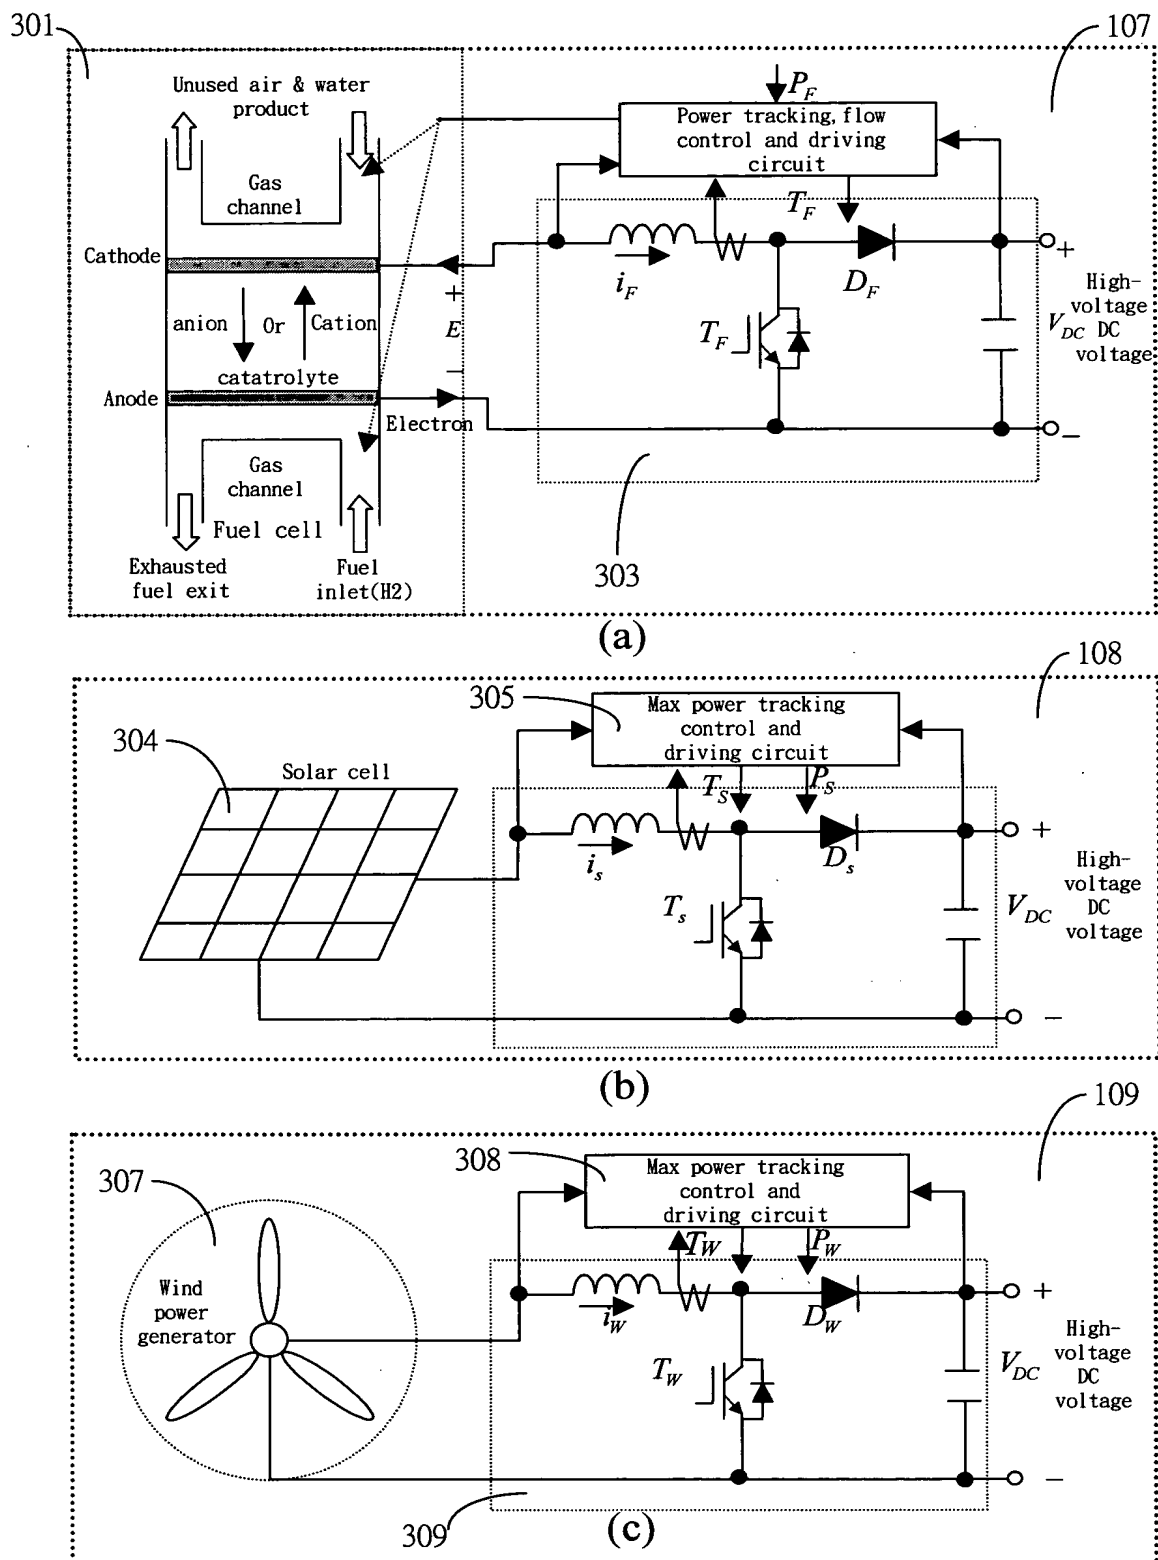 301
107
Unused air & water
product
P_F
Power tracking, flow
control and driving
circuit
Gas
channel
T_F
Cathode
i_F
D_F
+
+
High-
voltage
DC
voltage
V_DC
anion
Or
Cation
E
T_F
catatrolyte
−
Anode
Electron
−
Gas
channel
Fuel cell
303
Exhausted
fuel exit
Fuel
inlet(H2)
(a)
108
305
Max power tracking
control and
driving circuit
304
Solar cell
T_S
P_S
+
i_s
D_s
High-
voltage
DC
voltage
T_s
V_DC
−
(b)
109
308
Max power tracking
control and
driving circuit
307
T_W
P_W
Wind
power
generator
+
i_W
D_W
High-
voltage
DC
voltage
T_W
V_DC
−
309
(c)